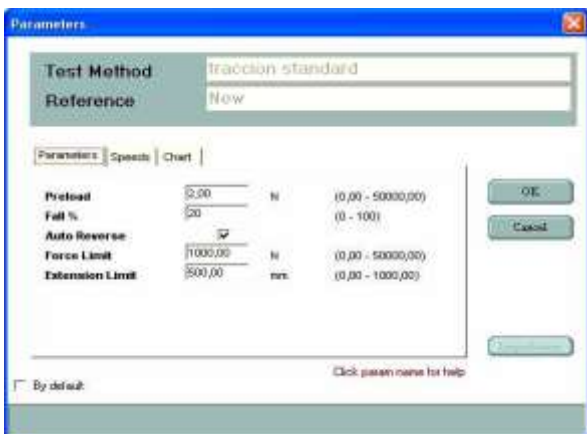 Parameters
Test Method traccion standard
Reference New
Parameters Speeds Chart
Preload 2,00 N (0,00 - 50000,00)
Fall % 20 (0 - 100)
Auto Reverse
Force Limit 1000,00 N (0,00 - 50000,00)
Extension Limit 500,00 mm (0,00 - 1000,00)
OK
Cancel
Click param name for help
By default